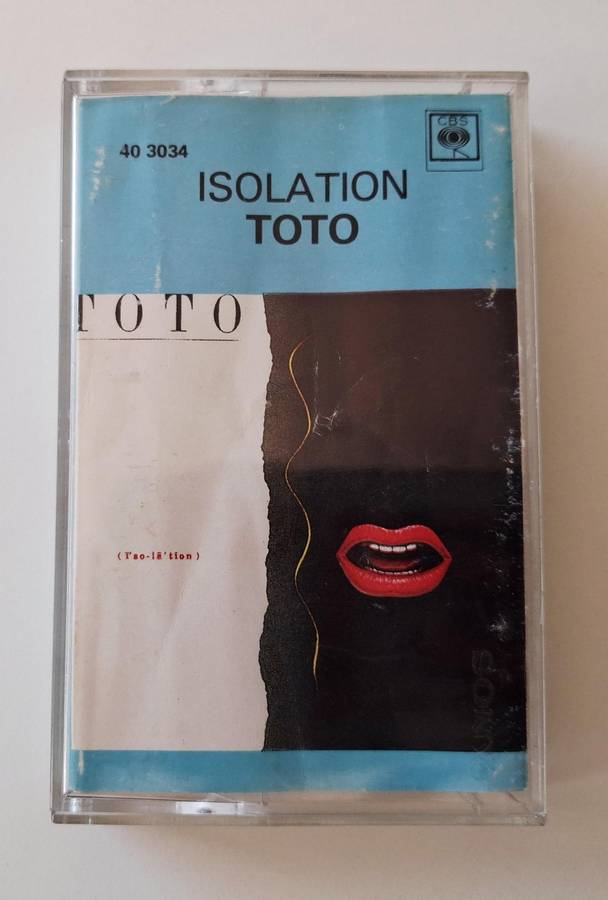 40 3034
CBS
ISOLATION
TOTO
TOTO
(ī'so-lā'tion)